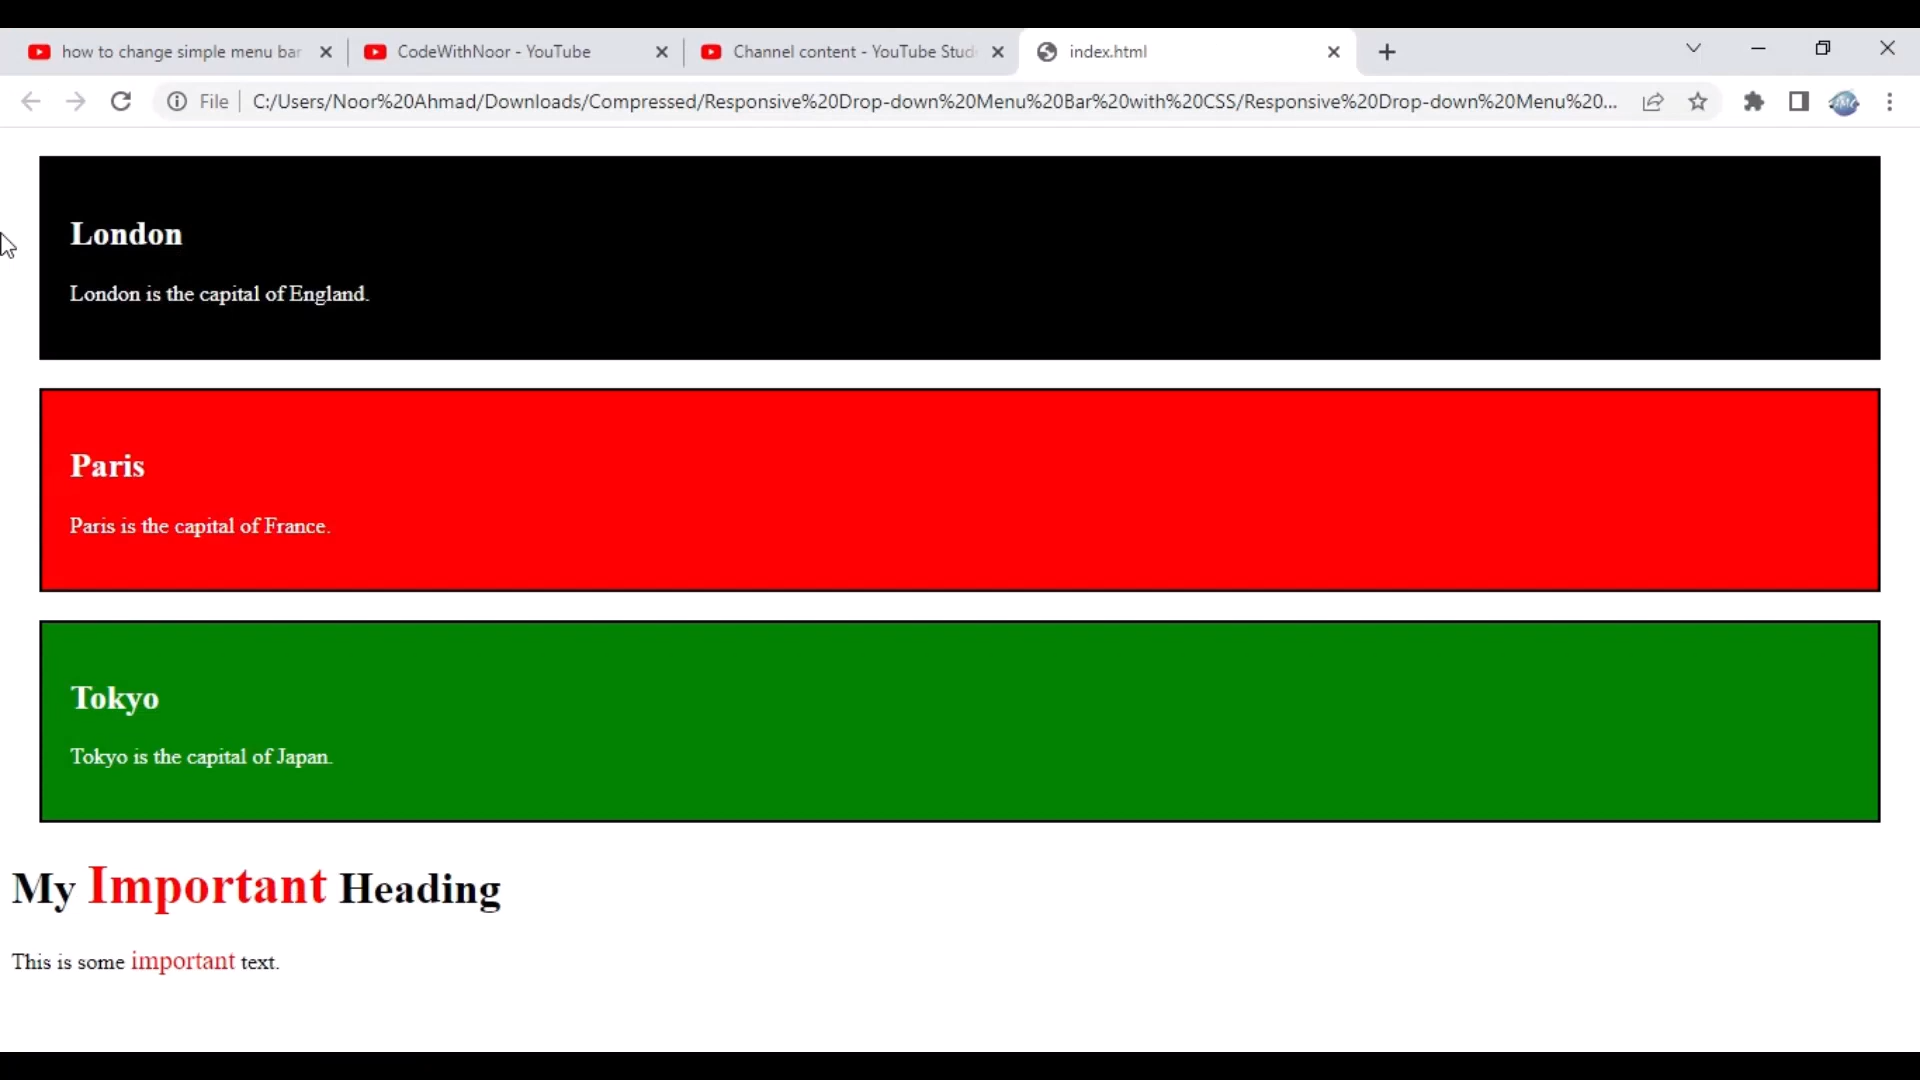 how to change simple menu bar
CodeWithNoor - YouTube
Channel content - YouTube Stud
index.html
File
C:/Users/Noor%20Ahmad/Downloads/Compressed/Responsive%20Drop-down%20Menu%20Bar%20with%20CSS/Responsive%20Drop-down%20Menu%20...
London
London is the capital of England.
Paris
Paris is the capital of France.
Tokyo
Tokyo is the capital of Japan.
My Important Heading
This is some important text.